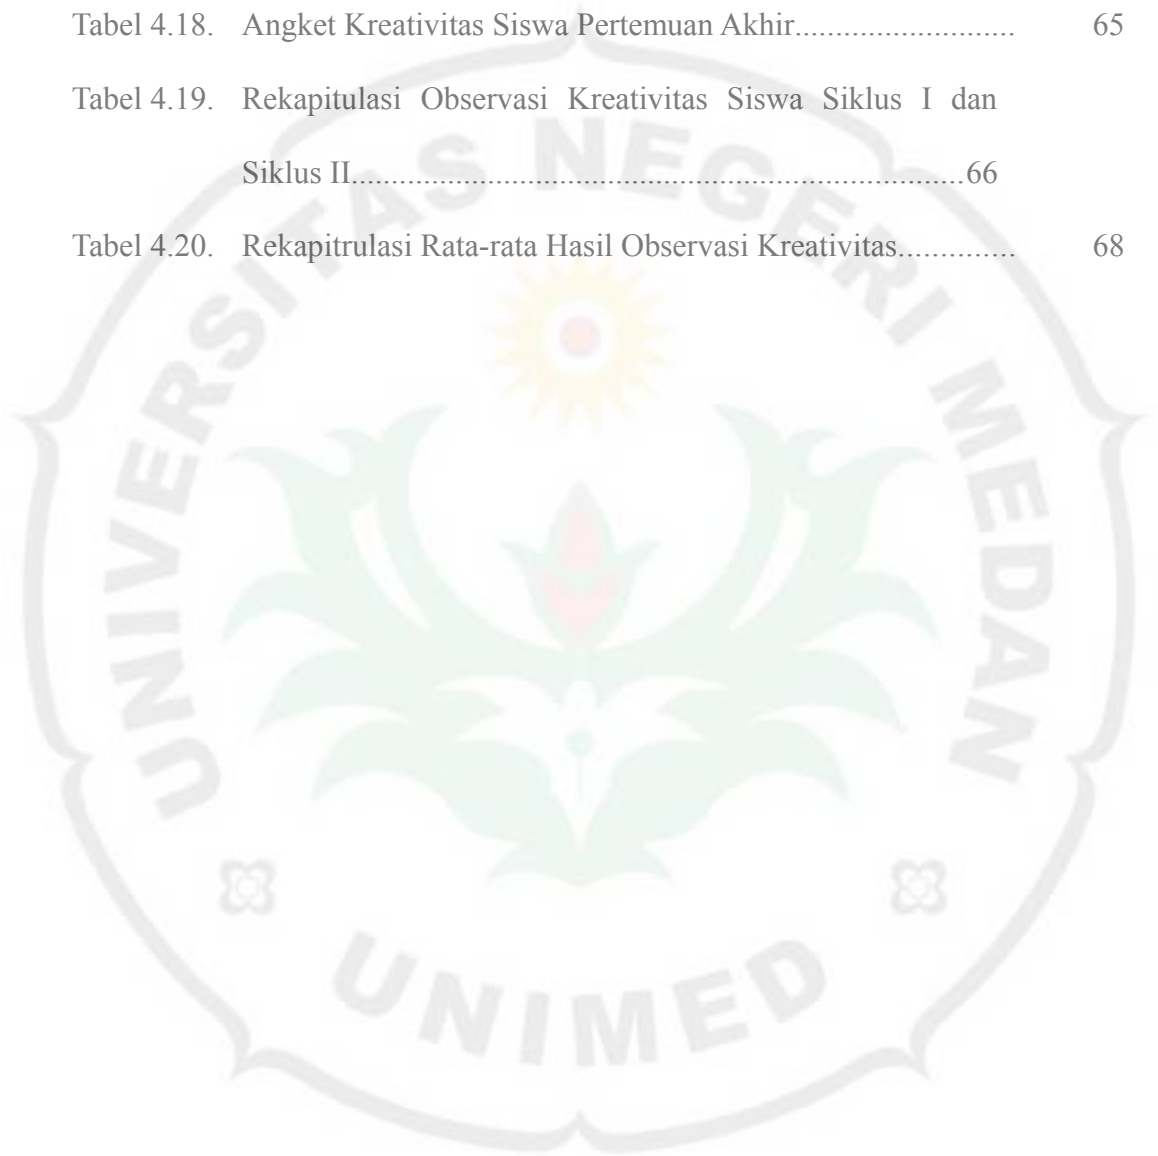 Tabel 4.18. Angket Kreativitas Siswa Pertemuan Akhir........................... 65
Tabel 4.19. Rekapitulasi Observasi Kreativitas Siswa Siklus I dan
Siklus II...........................................................................66
Tabel 4.20. Rekapitrulasi Rata-rata Hasil Observasi Kreativitas.............. 68
UNIVERSITAS NEGERI MEDAN
UNIMED